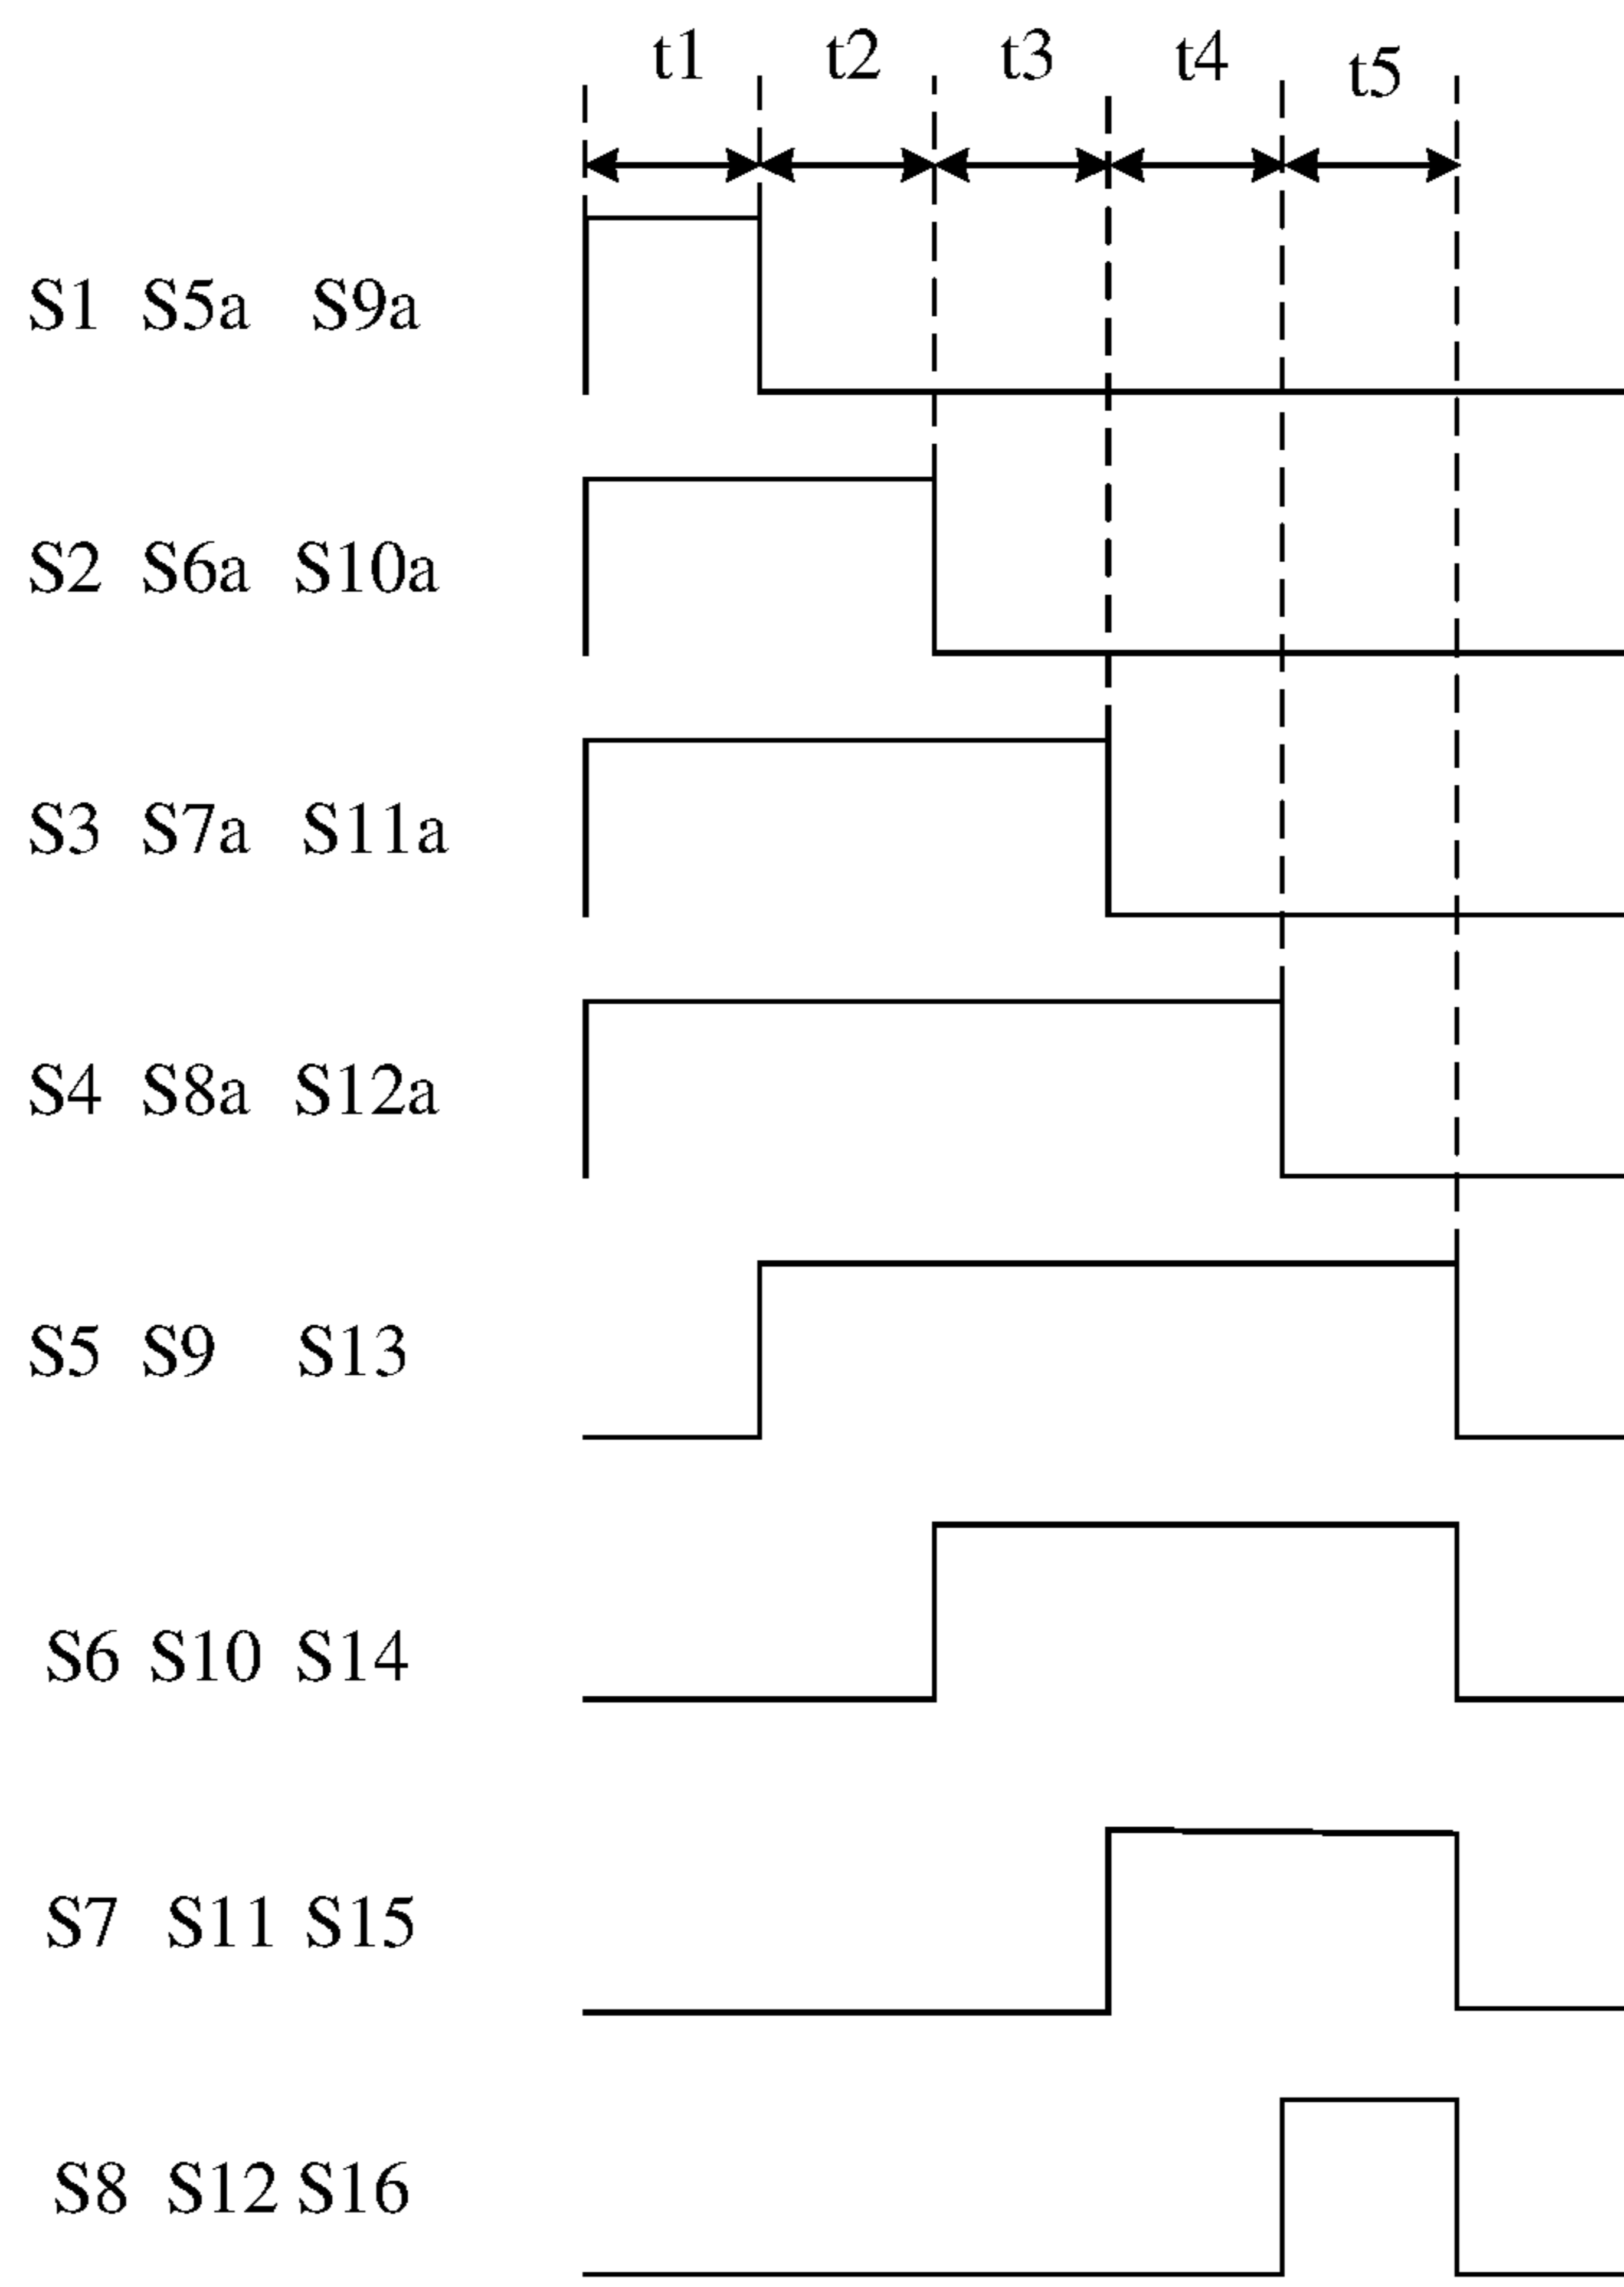 t1 t2 t3 t4 t5
S1 S5a S9a
S2 S6a S10a
S3 S7a S11a
S4 S8a S12a
S5 S9 S13
S6 S10 S14
S7 S11 S15
S8 S12 S16